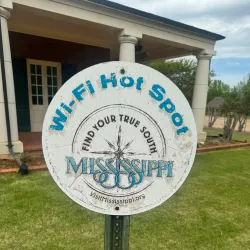 Wi-Fi Hot Spot
FIND YOUR TRUE SOUTH
MISSISSIPPI
VisitMississippi.org